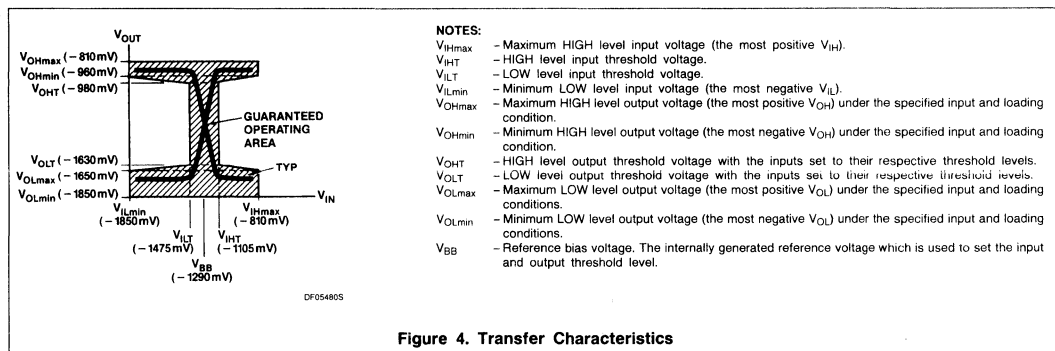 VOUT
VOHmax (−810mV)
VOHmin (−960mV)
VOHT (−980mV)
GUARANTEED
OPERATING
AREA
VOLT (−1630mV)
VOLmax (−1650mV)
VOLmin (−1850mV)
TYP
VIN
VILmin
(−1850mV)
VIHmax
(−810mV)
VILT
(−1475mV)
VIHT
(−1105mV)
VBB
(−1290mV)
DF05480S
NOTES:
VIHmax – Maximum HIGH level input voltage (the most positive VIH).
VIHT – HIGH level input threshold voltage.
VILT – LOW level input threshold voltage.
VILmin – Minimum LOW level input voltage (the most negative VIL).
VOHmax – Maximum HIGH level output voltage (the most positive VOH) under the specified input and loading
condition.
VOHmin – Minimum HIGH level output voltage (the most negative VOH) under the specified input and loading
condition.
VOHT – HIGH level output threshold voltage with the inputs set to their respective threshold levels.
VOLT – LOW level output threshold voltage with the inputs set to their respective threshold levels.
VOLmax – Maximum LOW level output voltage (the most positive VOL) under the specified input and loading
conditions.
VOLmin – Minimum LOW level output voltage (the most negative VOL) under the specified input and loading
conditions.
VBB – Reference bias voltage. The internally generated reference voltage which is used to set the input
and output threshold level.
Figure 4. Transfer Characteristics